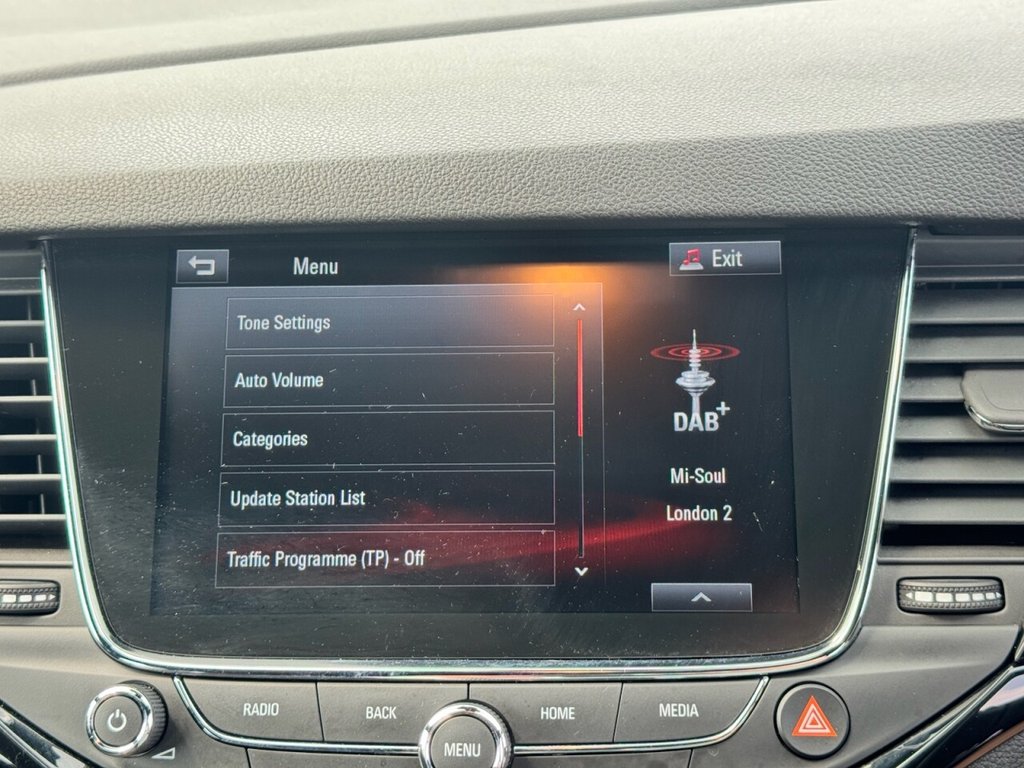 Menu
Exit
Tone Settings
Auto Volume
Categories
Update Station List
Traffic Programme (TP) - Off
DAB+
Mi-Soul
London 2
RADIO
BACK
MENU
HOME
MEDIA